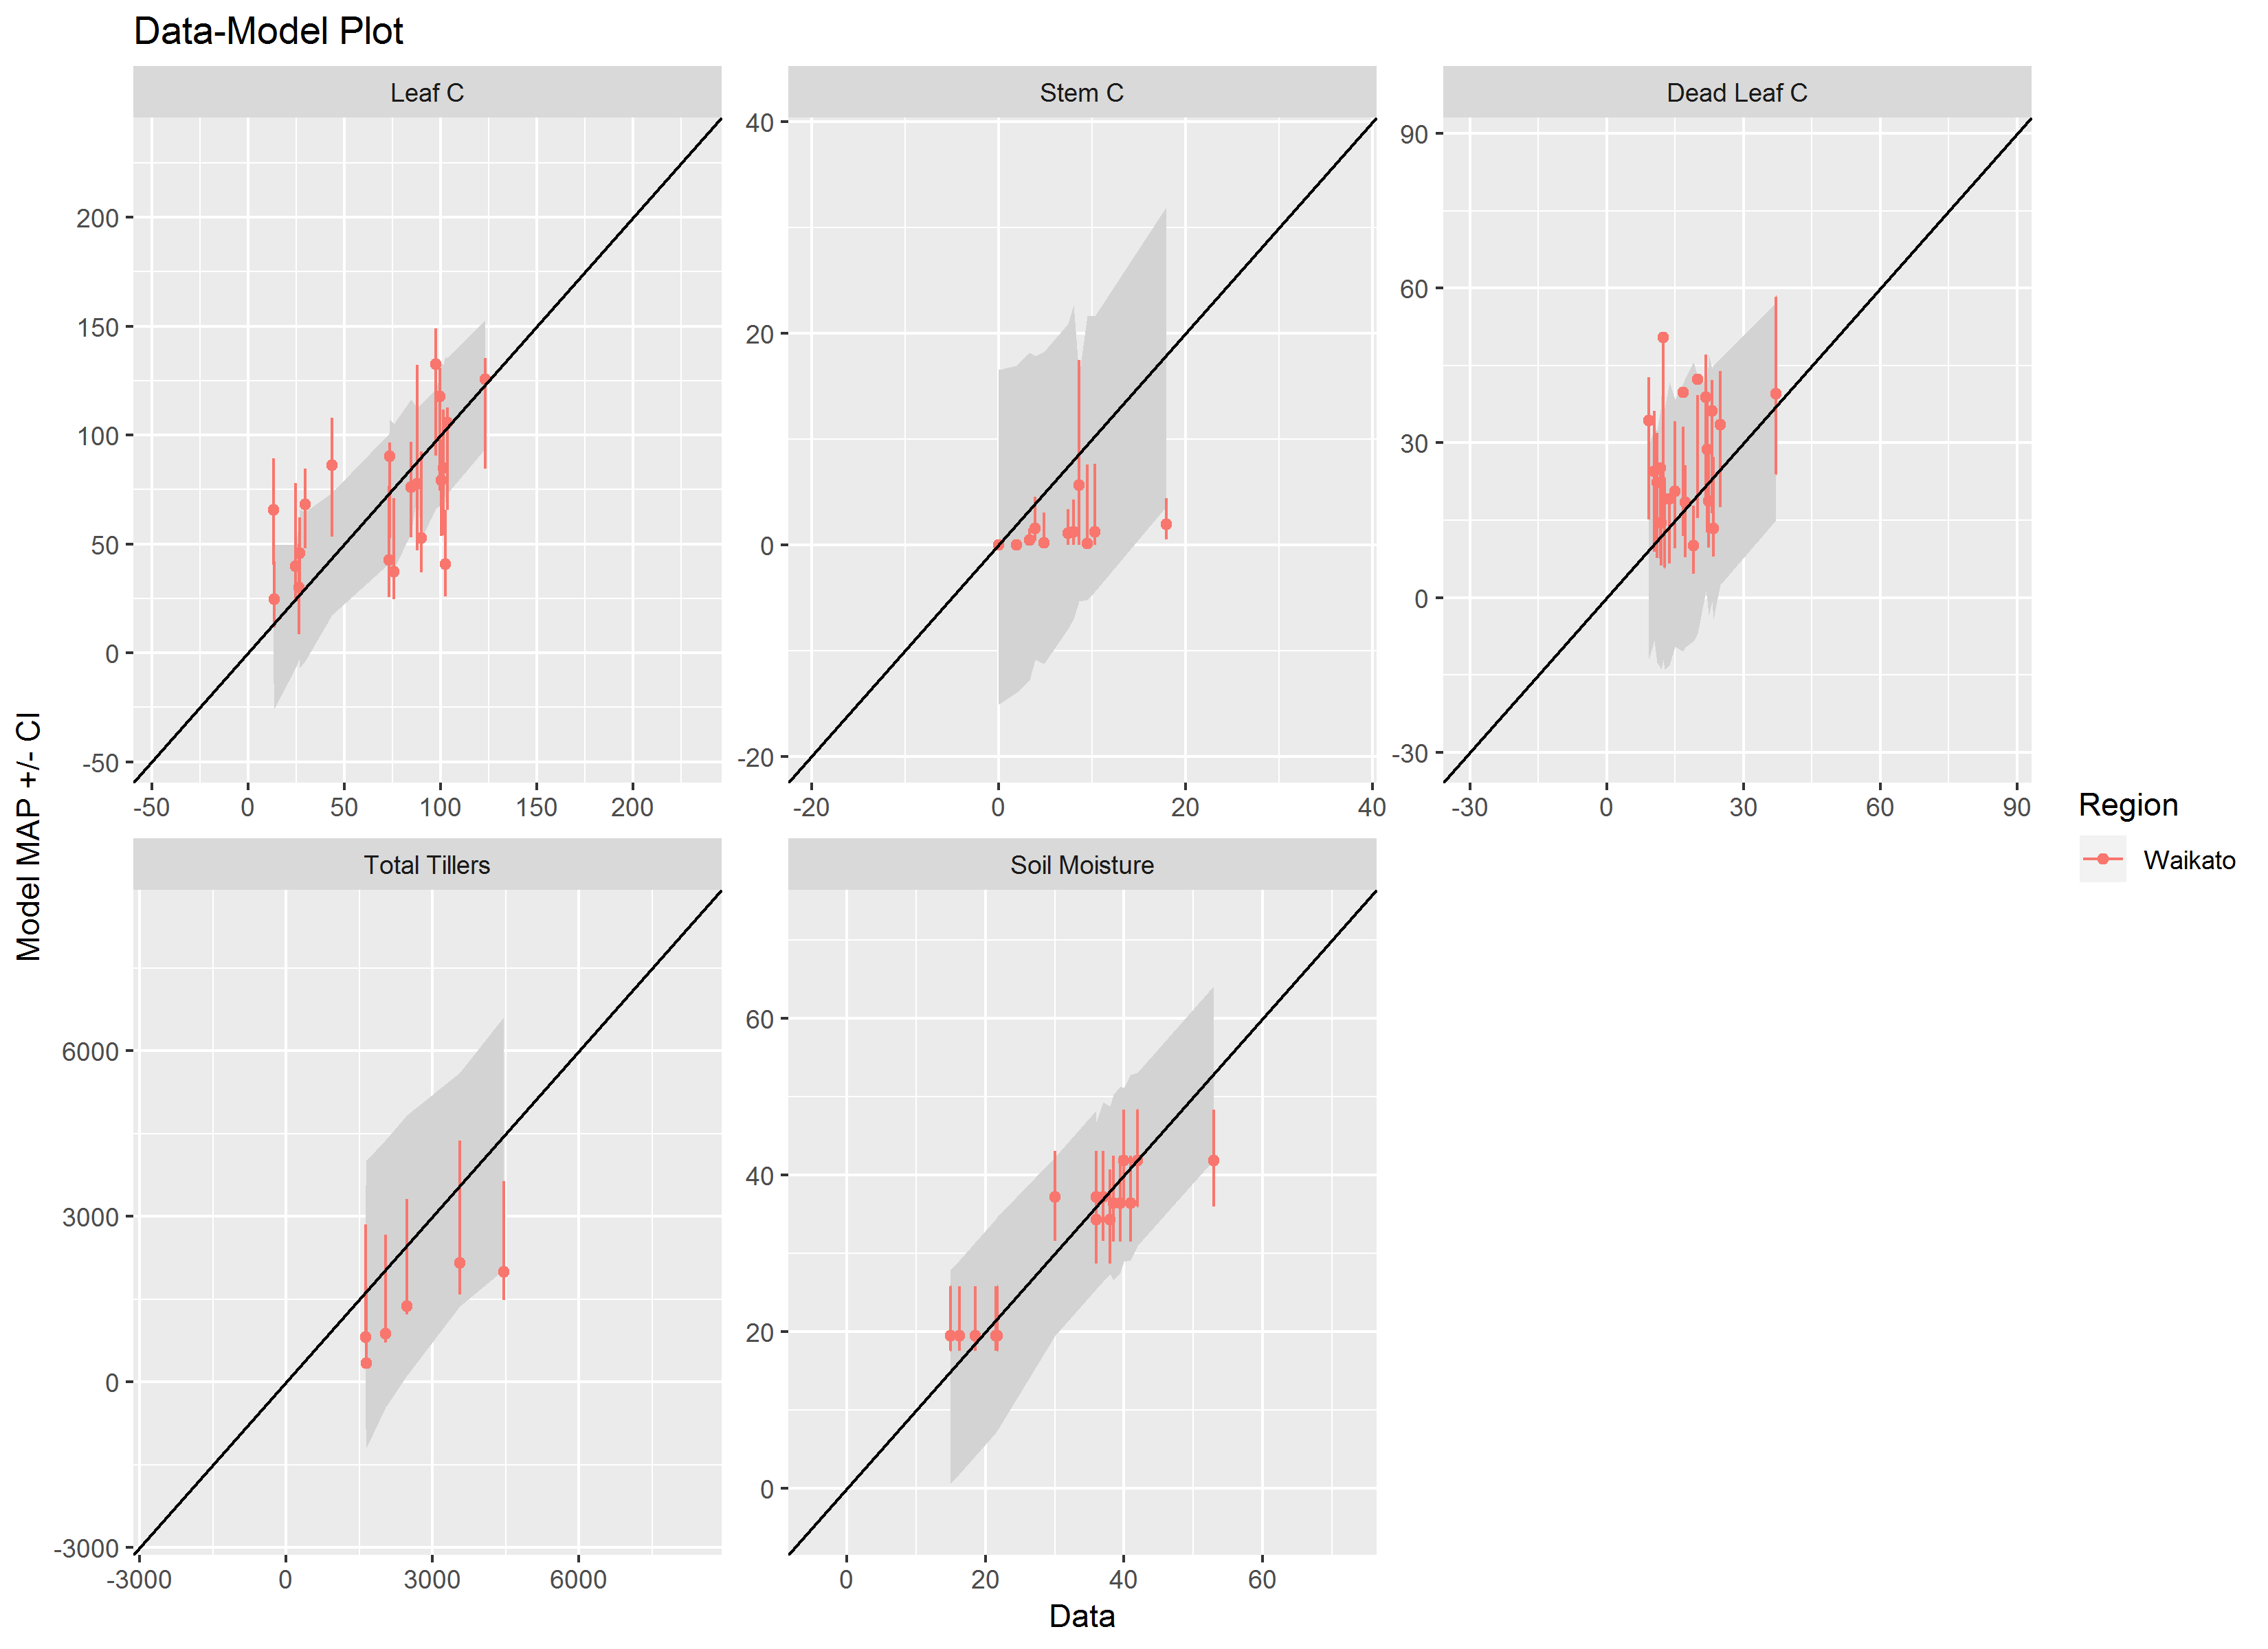 Data-Model Plot
Leaf C
Stem C
Dead Leaf C
200
150
100
50
0
-50
-50 0 50 100 150 200
40
20
0
-20
-20 0 20 40
90
60
30
0
-30
-30 0 30 60 90
Model MAP +/- CI
Region
Waikato
Total Tillers
Soil Moisture
6000
3000
0
-3000
-3000 0 3000 6000
60
40
20
0
0 20 40 60
Data